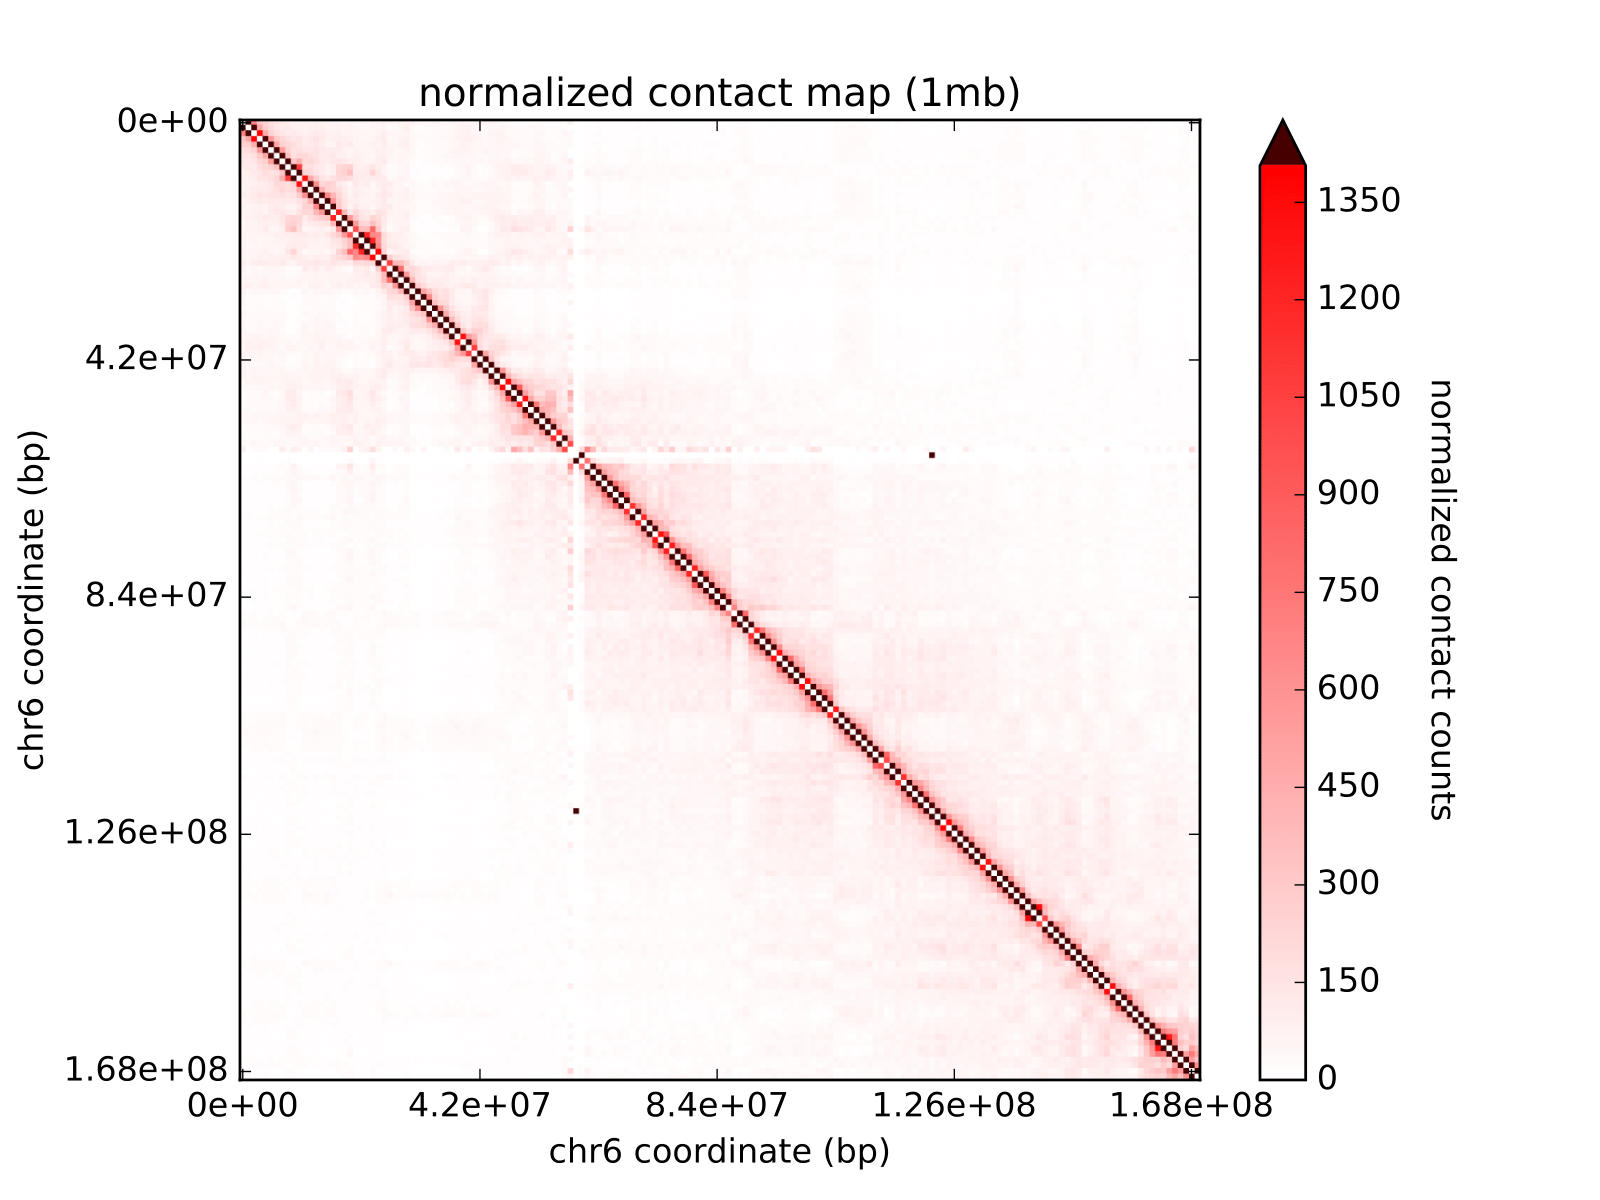 normalized contact map (1mb)
0e+00
4.2e+07
8.4e+07
1.26e+08
1.68e+08
chr6 coordinate (bp)
0e+00 4.2e+07 8.4e+07 1.26e+08 1.68e+08
chr6 coordinate (bp)
1350
1200
1050
900
750
600
450
300
150
0
normalized contact counts